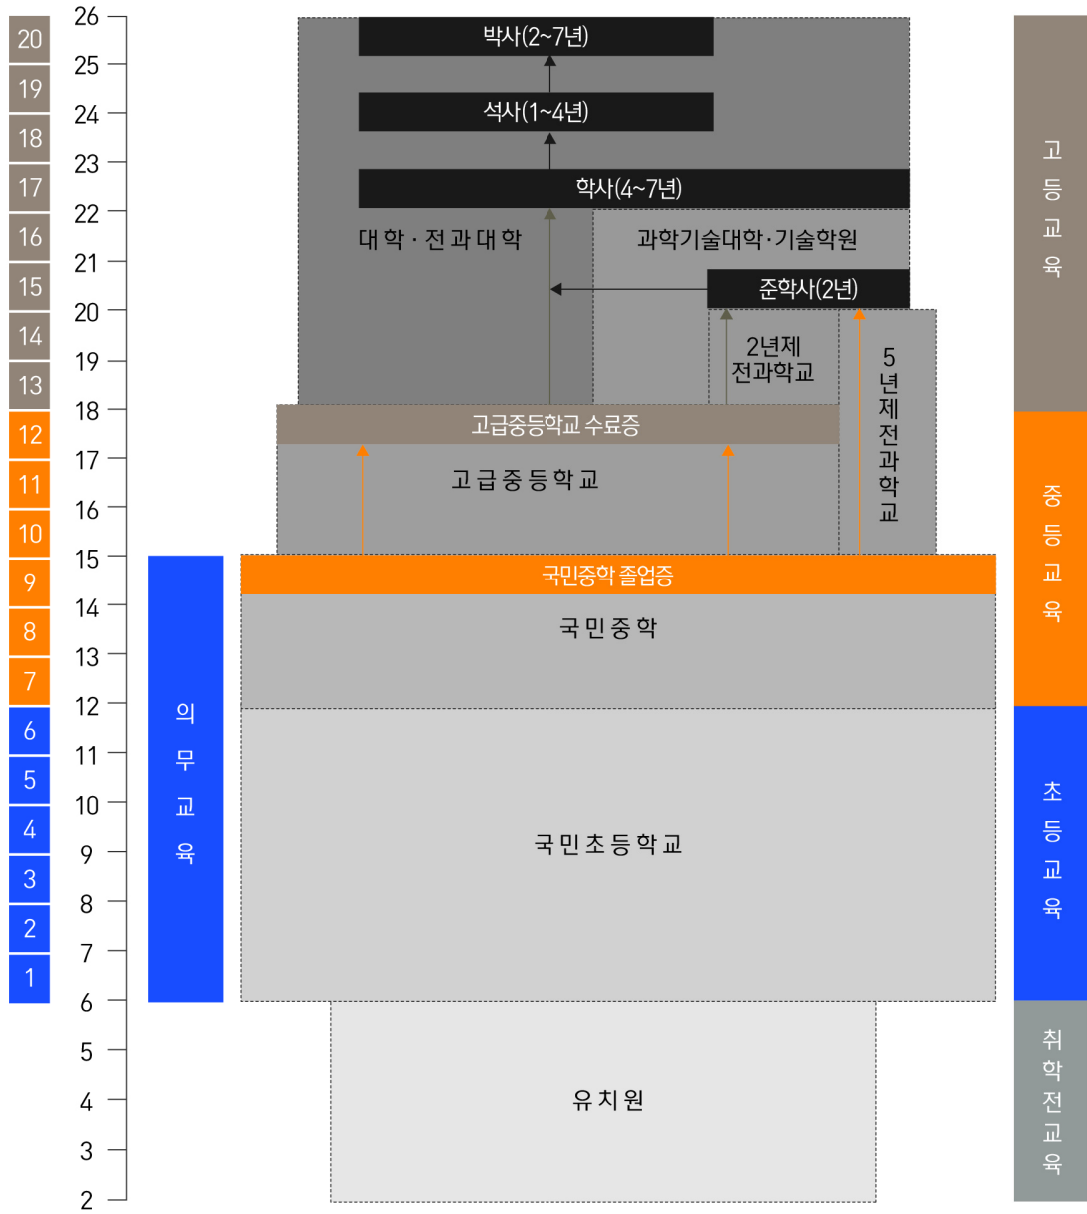 20
19
18
17
16
15
14
13
12
11
10
9
8
7
6
5
4
3
2
1
26
25
24
23
22
21
20
19
18
17
16
15
14
13
12
11
10
9
8
7
6
5
4
3
2
의무교육
박사(2~7년)
석사(1~4년)
학사(4~7년)
대학·전과대학
과학기술대학·기술학원
준학사(2년)
2년제
전과학교
5년제전과학교
고급중등학교 수료증
고급중등학교
국민중학 졸업증
국민중학
국민초등학교
유치원
고등교육
중등교육
초등교육
취학전교육